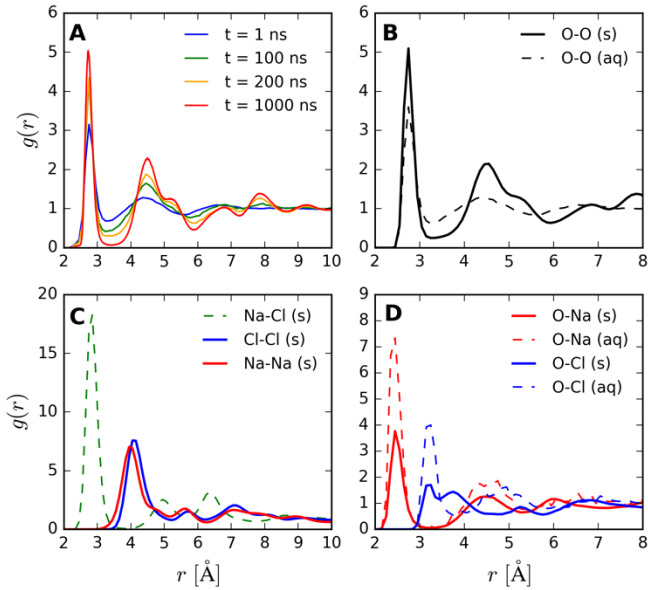 A
t = 1 ns
t = 100 ns
t = 200 ns
t = 1000 ns
g(r)
6
5
4
3
2
1
0
2 3 4 5 6 7 8 9 10
B
O-O (s)
O-O (aq)
6
5
4
3
2
1
0
2 3 4 5 6 7 8
C
Na-Cl (s)
Cl-Cl (s)
Na-Na (s)
g(r)
20
15
10
5
0
2 3 4 5 6 7 8 9 10
r [Å]
D
O-Na (s)
O-Na (aq)
O-Cl (s)
O-Cl (aq)
9
8
7
6
5
4
3
2
1
0
2 3 4 5 6 7 8
r [Å]